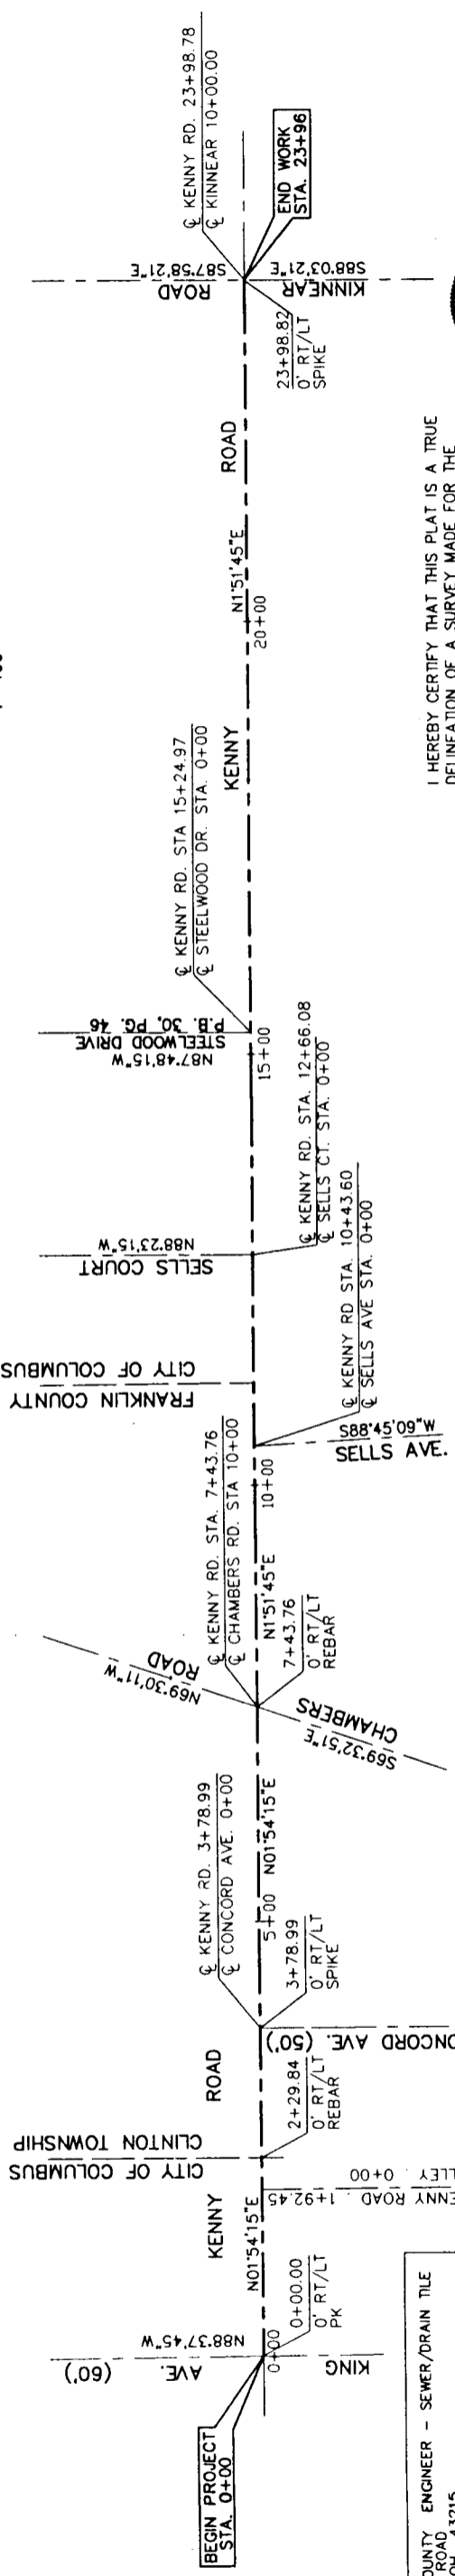 BEGIN PROJECT
STA. 0+00
KING
AVE. (60')
N88°37'45"W
0+00
0+00.00
0' RT/LT
PK
N01°54'15"E
KENNY
ROAD
1+92.45
0+00
CITY OF COLUMBUS
CLINTON TOWNSHIP
2+29.84
0' RT/LT
REBAR
AVE. (50')
3+78.99
0' RT/LT
SPIKE
℄ KENNY RD. 3+78.99
℄ CONCORD AVE. 0+00
5+00
N01°54'15"E
CHAMBERS
ROAD
S69°32'51"E
N69°30'11"W
℄ KENNY RD. STA. 7+43.76
℄ CHAMBERS RD. STA 10+00
7+43.76
0' RT/LT
REBAR
N1°51'45"E
10+00
SELLS AVE.
S88°45'09"W
℄ KENNY RD STA. 10+43.60
℄ SELLS AVE STA. 0+00
FRANKLIN COUNTY
CITY OF COLUMBUS
SELLS COURT
N88°23'15"W
℄ KENNY RD. STA. 12+66.08
℄ SELLS CT. STA. 0+00
15+00
N87°48'15"W
STEELWOOD DRIVE
P.B. 30, PG. 46
℄ KENNY RD. STA 15+24.97
℄ STEELWOOD DR. STA. 0+00
KENNY
20+00
N1°51'45"E
ROAD
23+98.82
0' RT/LT
SPIKE
KINNEAR
ROAD
S88°03'21"E
S87°58'21"E
END WORK
STA. 23+96
℄ KENNY RD. 23+98.78
℄ KINNEAR 10+00.00
I HEREBY CERTIFY THAT THIS PLAT IS A TRUE
DELINEATION OF A SURVEY MADE FOR THE
ENGINEER - SEWER/DRAIN TILE
ROAD
43215